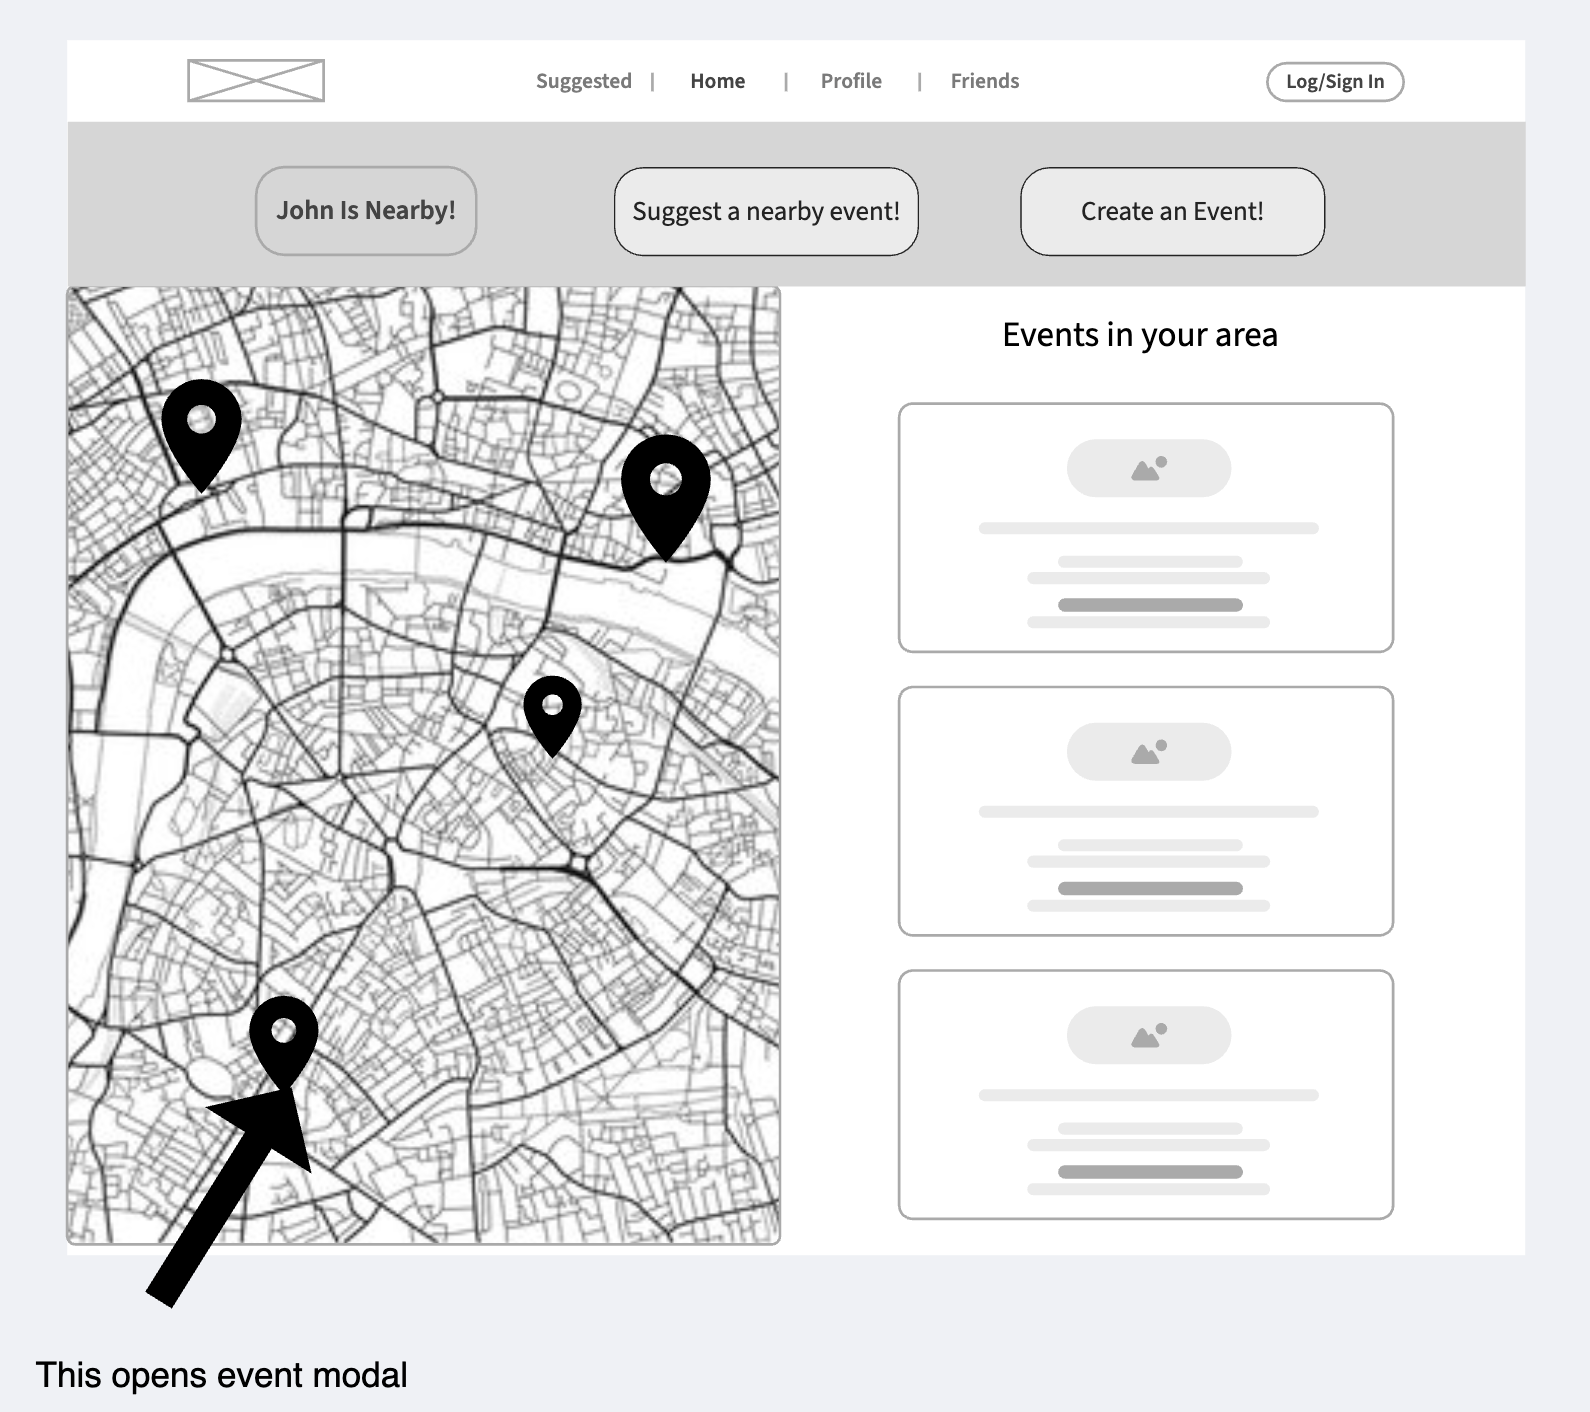 Suggested | Home | Profile | Friends
Log/Sign In
John Is Nearby!
Suggest a nearby event!
Create an Event!
Events in your area
This opens event modal